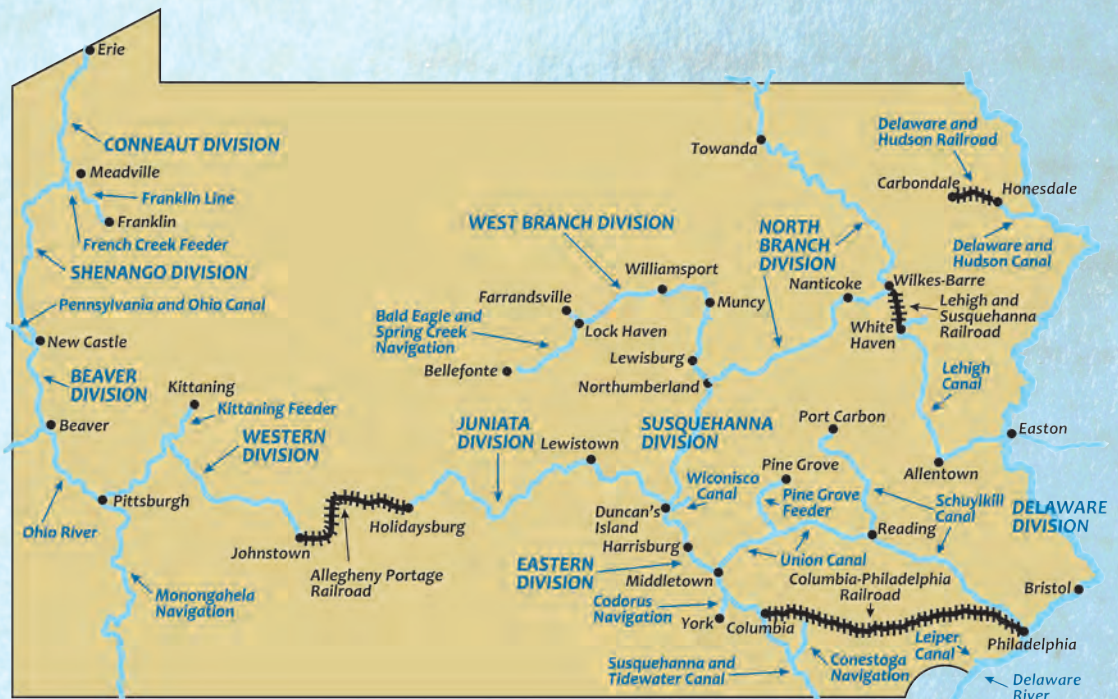 Erie
CONNEAUT DIVISION
Meadville
Franklin Line
Franklin
French Creek Feeder
SHENANGO DIVISION
Pennsylvania and Ohio Canal
New Castle
BEAVER
DIVISION
Beaver
Ohio River
Pittsburgh
Monongahela
Navigation
Kittaning
Kittaning Feeder
WESTERN
DIVISION
Johnstown
Allegheny Portage
Railroad
Holidaysburg
JUNIATA
DIVISION
Lewistown
Bald Eagle and
Spring Creek
Navigation
Bellefonte
Farrandsville
Lock Haven
WEST BRANCH DIVISION
Williamsport
Muncy
Lewisburg
Northumberland
SUSQUEHANNA
DIVISION
Towanda
NORTH
BRANCH
DIVISION
Nanticoke
Wilkes-Barre
Lehigh and
Susquehanna
Railroad
White
Haven
Delaware and
Hudson Railroad
Carbondale
Honesdale
Delaware and
Hudson Canal
Lehigh
Canal
Easton
Allentown
Port Carbon
Pine Grove
Pine Grove
Feeder
Wiconisco
Canal
Duncan's
Island
Harrisburg
EASTERN
DIVISION
Middletown
Union Canal
Reading
Schuylkill
Canal
DELAWARE
DIVISION
Bristol
Columbia-Philadelphia
Railroad
Codorus
Navigation
York
Columbia
Susquehanna and
Tidewater Canal
Conestoga
Navigation
Leiper
Canal
Philadelphia
Delaware
River